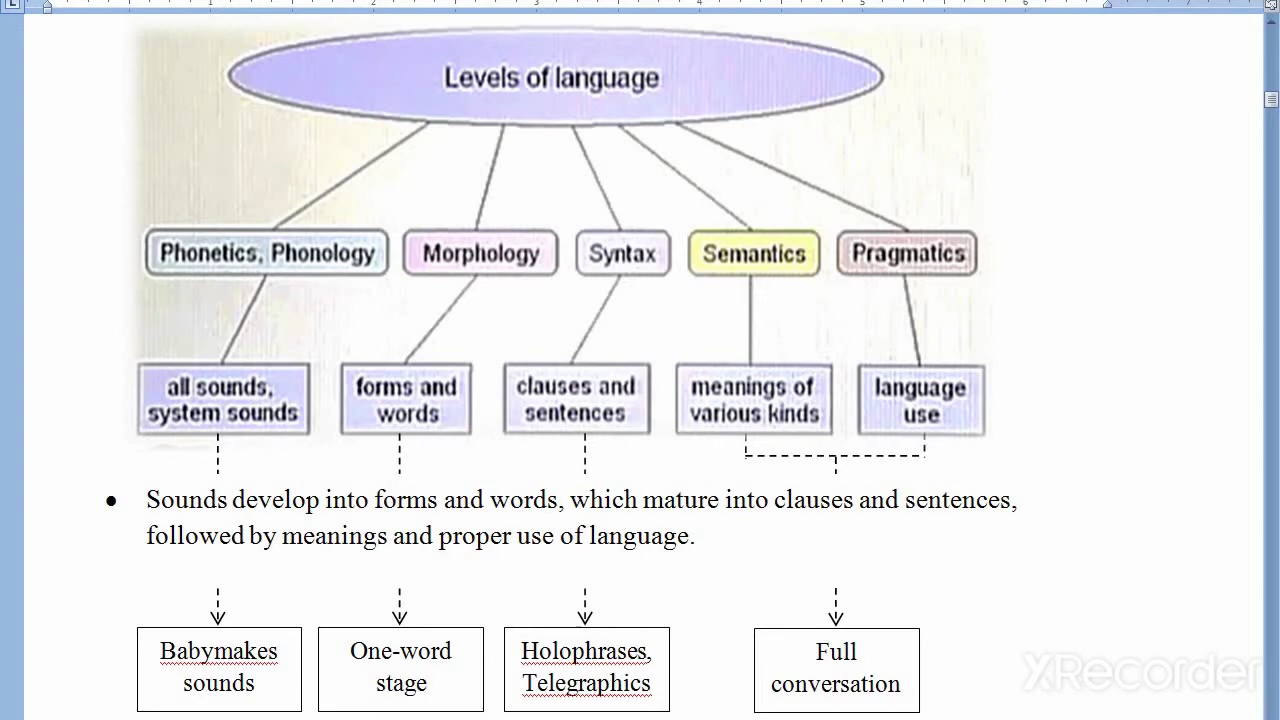 Levels of language
Phonetics, Phonology
Morphology
Syntax
Semantics
Pragmatics
all sounds,
system sounds
forms and
words
clauses and
sentences
meanings of
various kinds
language
use
• Sounds develop into forms and words, which mature into clauses and sentences,
followed by meanings and proper use of language.
Babymakes
sounds
One-word
stage
Holophrases,
Telegraphics
Full
conversation
XRecorder